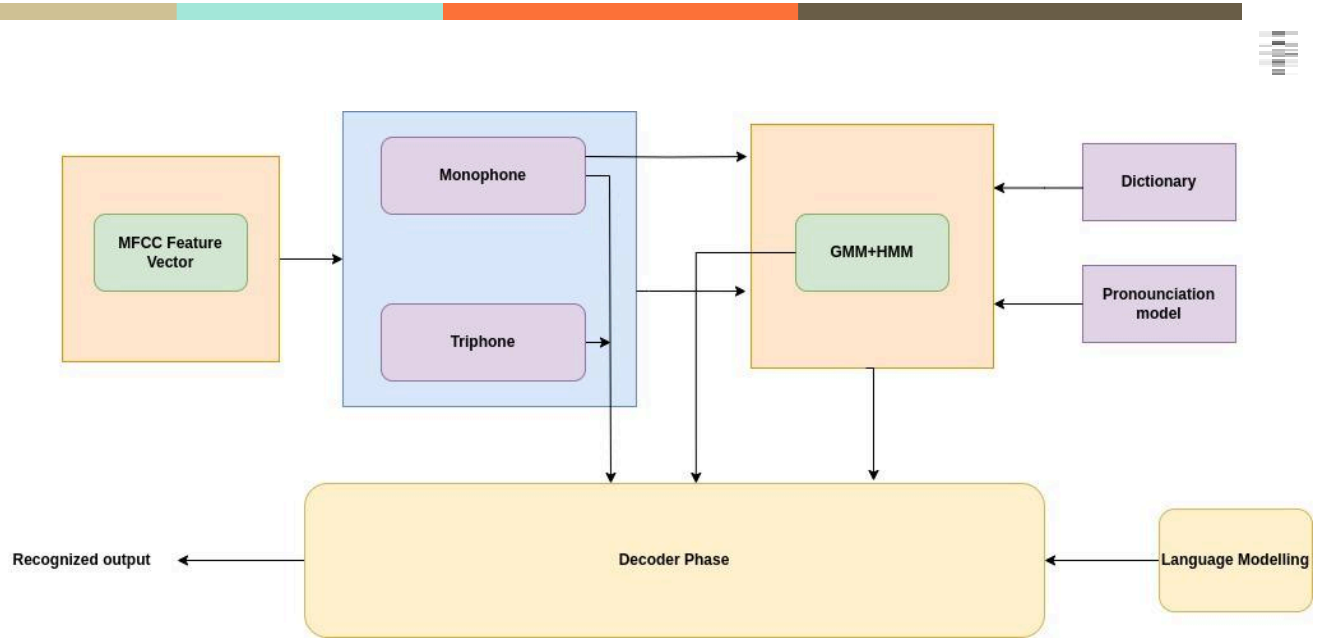 Monophone
Dictionary
MFCC Feature
Vector
GMM+HMM
Pronounciation
model
Triphone
Recognized output
Decoder Phase
Language Modelling